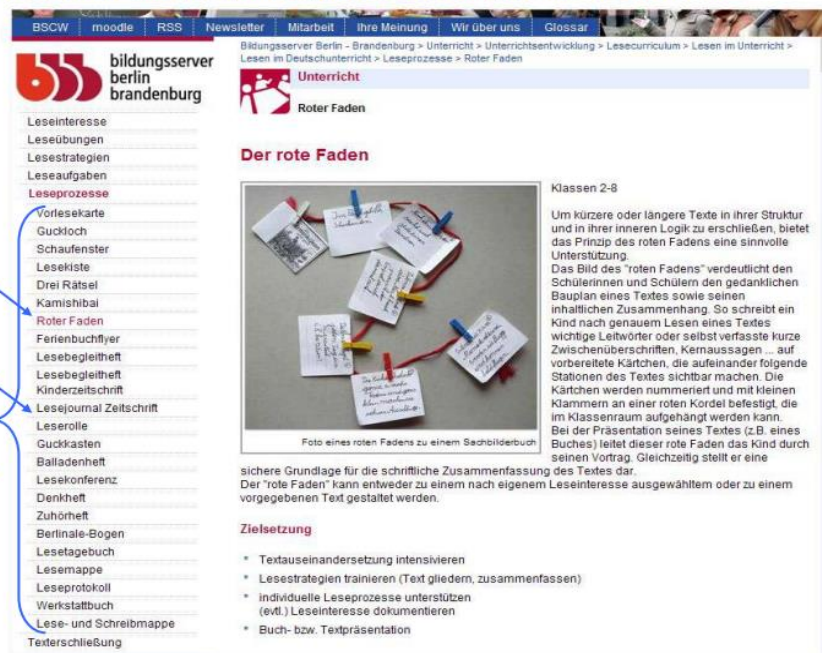 BSCW moodle RSS Newsletter Mitarbeit Ihre Meinung Wir über uns Glossar
bildungsserver
berlin
brandenburg
Bildungsserver Berlin - Brandenburg > Unterricht > Unterrichtsentwicklung > Lesecurriculum > Lesen im Unterricht >
Lesen im Deutschunterricht > Leseprozesse > Roter Faden
Unterricht
Roter Faden
Leseinteresse
Leseübungen
Lesestrategien
Leseaufgaben
Leseprozesse
Vorlesekarte
Guckloch
Schaufenster
Lesekiste
Drei Rätsel
Kamishibai
Roter Faden
Ferienbuchflyer
Lesebegleitheft
Lesebegleitheft
Kinderzeitschrift
Lesejournal Zeitschrift
Leserolle
Guckkasten
Balladenheft
Lesekonferenz
Denkheft
Zuhörheft
Berlinale-Bogen
Lesetagebuch
Lesemappe
Leseprotokoll
Werkstattbuch
Lese- und Schreibmappe
Texterschließung
Der rote Faden
Foto eines roten Fadens zu einem Sachbilderbuch
Klassen 2-8
Um kürzere oder längere Texte in ihrer Struktur
und in ihrer inneren Logik zu erschließen, bietet
das Prinzip des roten Fadens eine sinnvolle
Unterstützung.
Das Bild des "roten Fadens" verdeutlicht den
Schülerinnen und Schülern den gedanklichen
Bauplan eines Textes sowie seinen
inhaltlichen Zusammenhang. So schreibt ein
Kind nach genauem Lesen eines Textes
wichtige Leitwörter oder selbst verfasste kurze
Zwischenüberschriften, Kernaussagen ... auf
vorbereitete Kärtchen, die aufeinander folgende
Stationen des Textes sichtbar machen. Die
Kärtchen werden nummeriert und mit kleinen
Klammern an einer roten Kordel befestigt, die
im Klassenraum aufgehängt werden kann.
Bei der Präsentation seines Textes (z.B. eines
Buches) leitet dieser rote Faden das Kind durch
seinen Vortrag. Gleichzeitig stellt er eine
sichere Grundlage für die schriftliche Zusammenfassung des Textes dar.
Der "rote Faden" kann entweder zu einem nach eigenem Leseinteresse ausgewähltem oder zu einem
vorgegebenen Text gestaltet werden.
Zielsetzung
Textauseinandersetzung intensivieren
Lesestrategien trainieren (Text gliedern, zusammenfassen)
individuelle Leseprozesse unterstützen
(evtl.) Leseinteresse dokumentieren
Buch- bzw. Textpräsentation